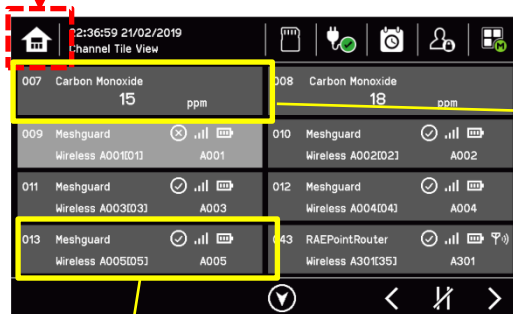 22:36:59 21/02/2019
Channel Tile View
007 Carbon Monoxide
15 ppm
008 Carbon Monoxide
18 ppm
009 Meshguard
Wireless A001[01] A001
010 Meshguard
Wireless A002[02] A002
011 Meshguard
Wireless A003[03] A003
012 Meshguard
Wireless A004[04] A004
013 Meshguard
Wireless A005[05] A005
043 RAEPointRouter
Wireless A301[35] A301
M